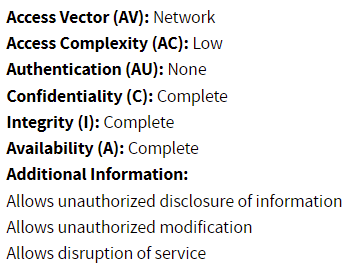 Access Vector (AV): Network
Access Complexity (AC): Low
Authentication (AU): None
Confidentiality (C): Complete
Integrity (I): Complete
Availability (A): Complete
Additional Information:
Allows unauthorized disclosure of information
Allows unauthorized modification
Allows disruption of service